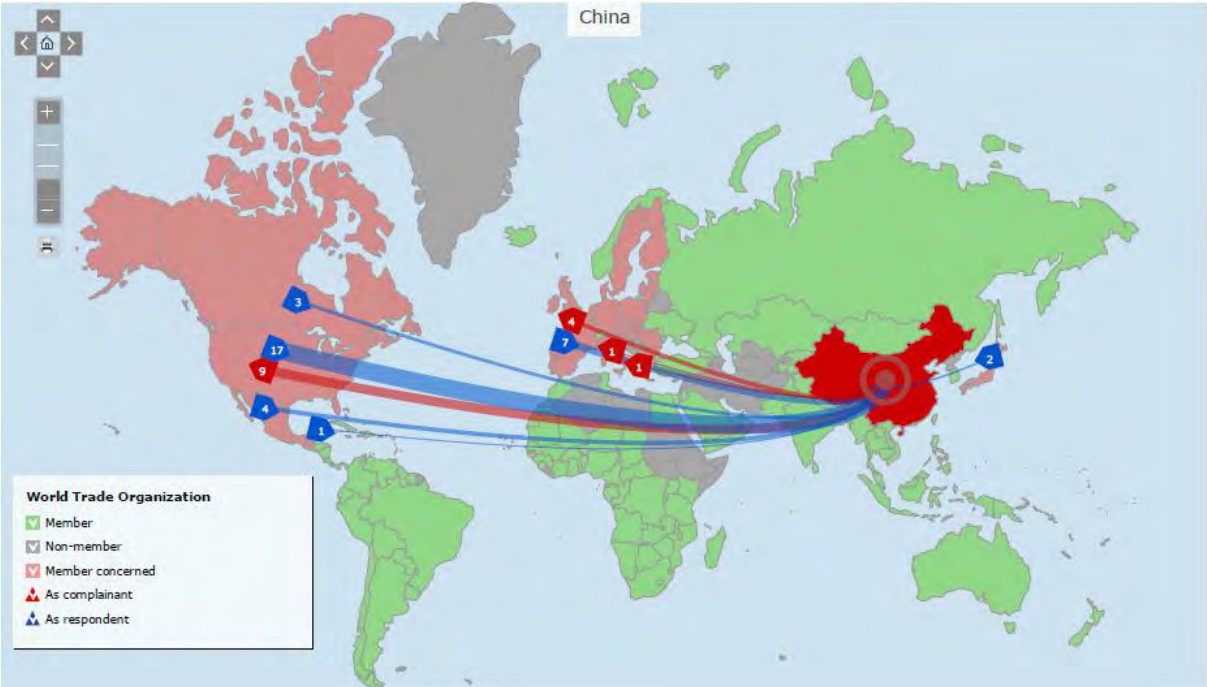 China
+
−
3
17
9
4
1
4
7
1
1
2
World Trade Organization
Member
Non-member
Member concerned
As complainant
As respondent